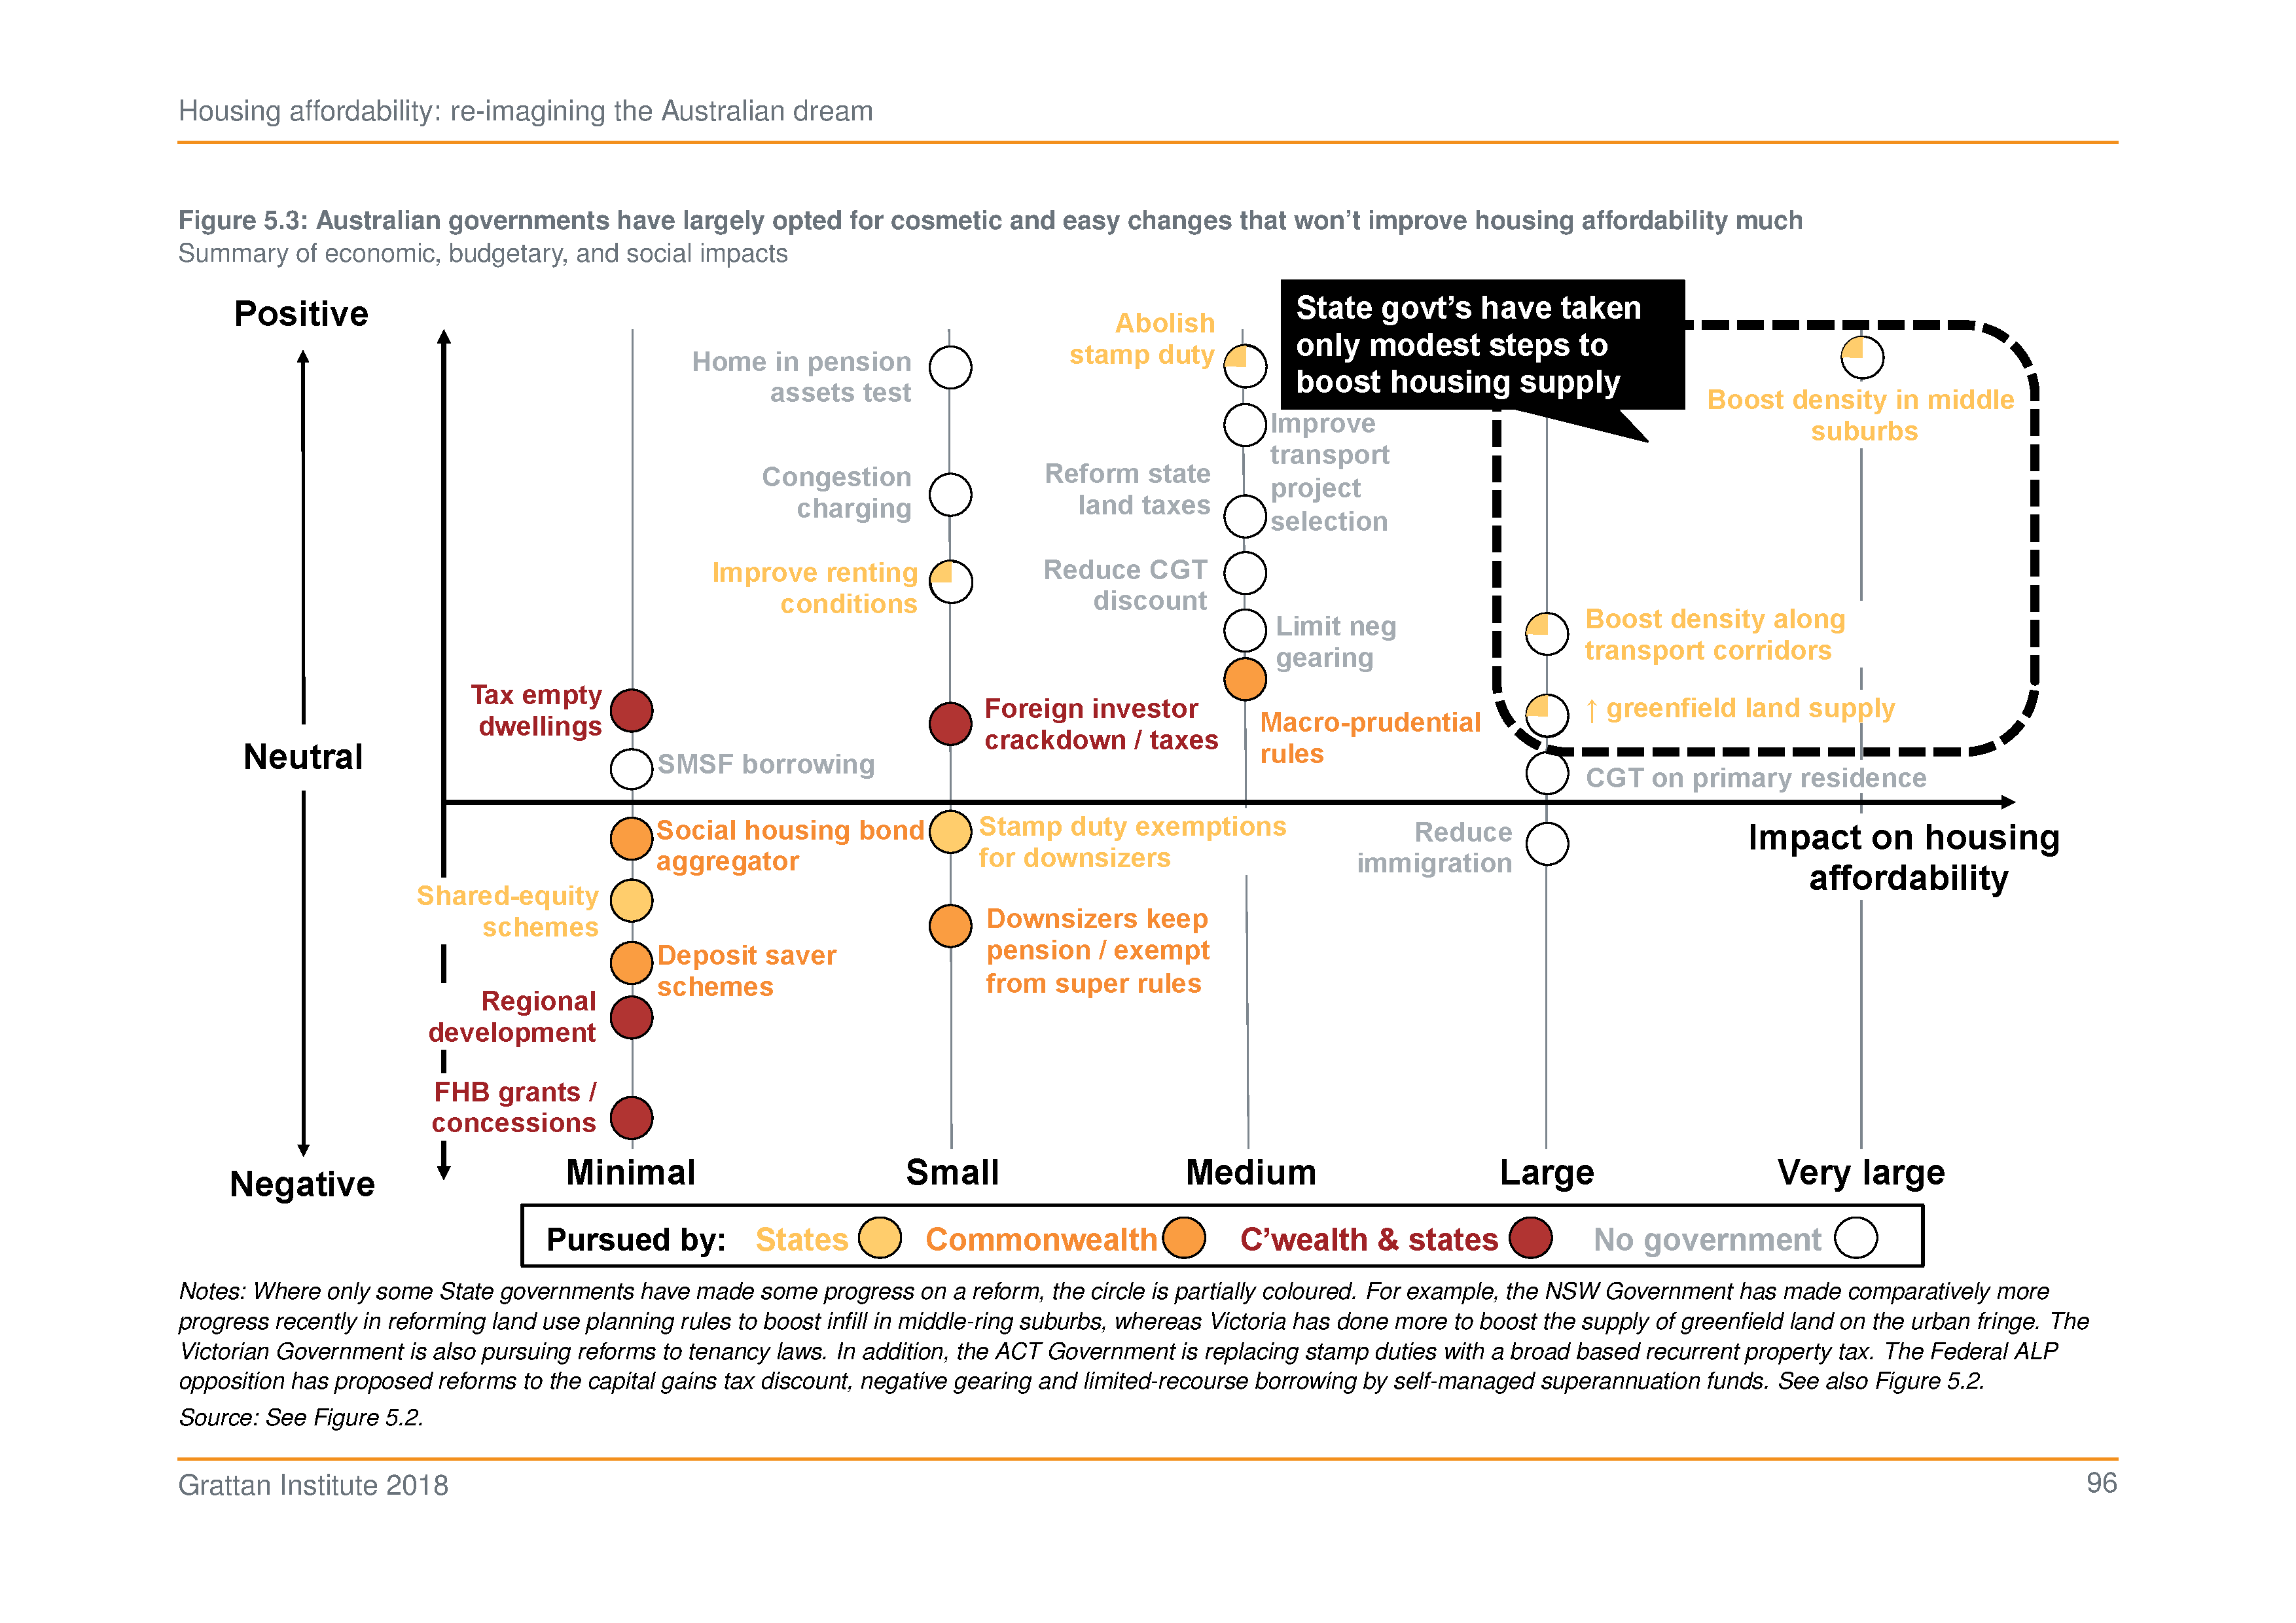 Housing affordability: re-imagining the Australian dream
Figure 5.3: Australian governments have largely opted for cosmetic and easy changes that won't improve housing affordability much
Summary of economic, budgetary, and social impacts
Positive
Neutral
Negative
State govt's have taken
only modest steps to
boost housing supply
Abolish
stamp duty
Home in pension
assets test
Boost density in middle
suburbs
Improve
transport
project
selection
Congestion
charging
Reform state
land taxes
Improve renting
conditions
Reduce CGT
discount
Limit neg
gearing
Boost density along
transport corridors
Tax empty
dwellings
Foreign investor
crackdown / taxes
Macro-prudential
rules
↑ greenfield land supply
SMSF borrowing
CGT on primary residence
Social housing bond
aggregator
Stamp duty exemptions
for downsizers
Reduce
immigration
Impact on housing
affordability
Shared-equity
schemes
Downsizers keep
pension / exempt
from super rules
Deposit saver
schemes
Regional
development
FHB grants /
concessions
Minimal Small Medium Large Very large
Pursued by: States Commonwealth C'wealth & states No government
Notes: Where only some State governments have made some progress on a reform, the circle is partially coloured. For example, the NSW Government has made comparatively more
progress recently in reforming land use planning rules to boost infill in middle-ring suburbs, whereas Victoria has done more to boost the supply of greenfield land on the urban fringe. The
Victorian Government is also pursuing reforms to tenancy laws. In addition, the ACT Government is replacing stamp duties with a broad based recurrent property tax. The Federal ALP
opposition has proposed reforms to the capital gains tax discount, negative gearing and limited-recourse borrowing by self-managed superannuation funds. See also Figure 5.2.
Source: See Figure 5.2.
Grattan Institute 2018
96